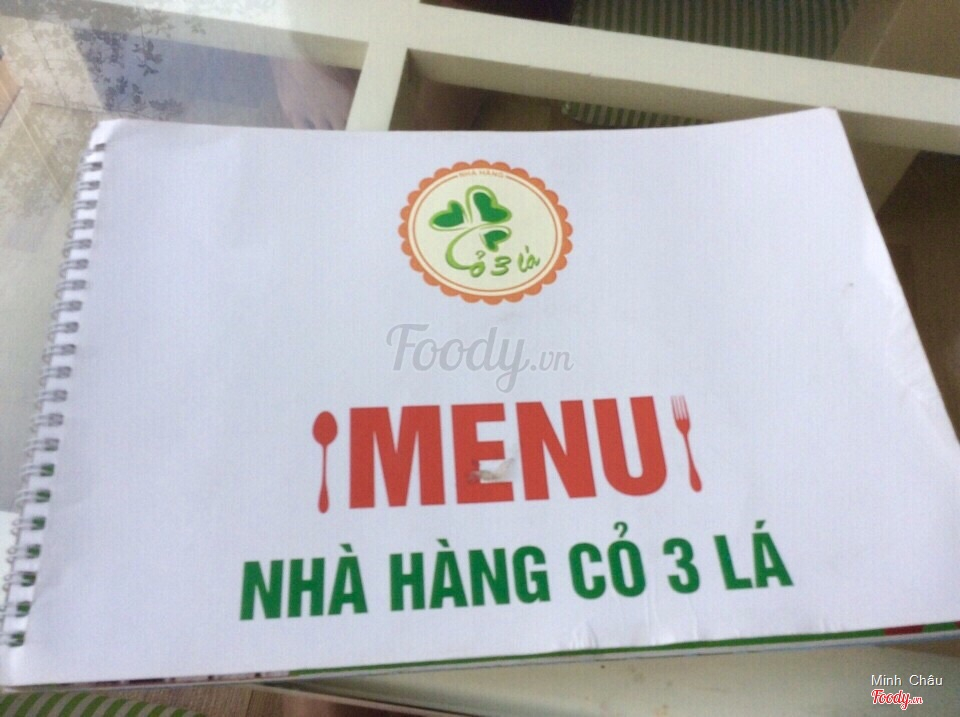 NHÀ HÀNG
Cỏ 3 lá
Foody.vn
MENU
NHÀ HÀNG CỎ 3 LÁ
Minh Châu
Foody.vn